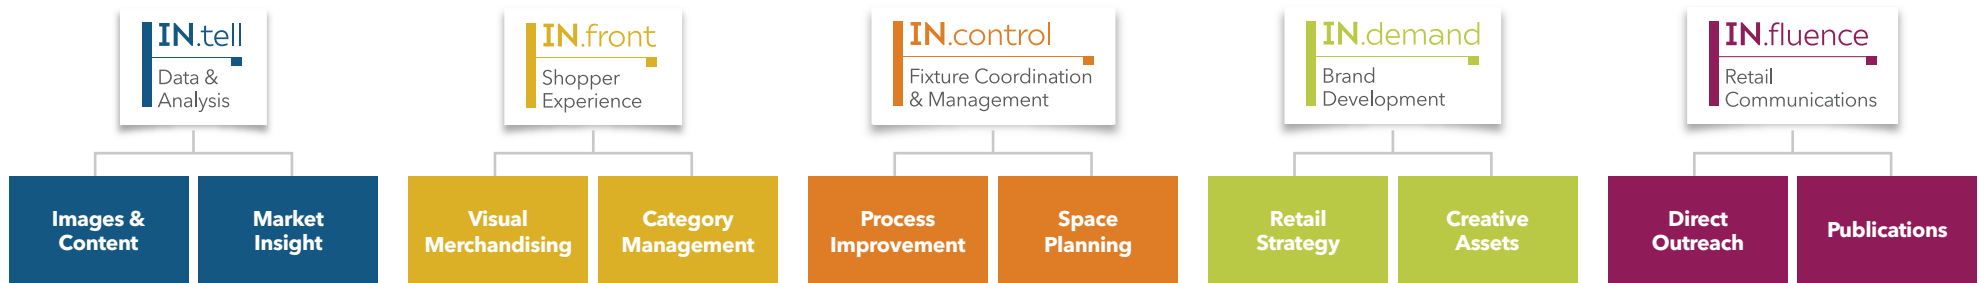 IN.tell
Data &
Analysis
Images &
Content
Market
Insight
IN.front
Shopper
Experience
Visual
Merchandising
Category
Management
IN.control
Fixture Coordination
& Management
Process
Improvement
Space
Planning
IN.demand
Brand
Development
Retail
Strategy
Creative
Assets
IN.fluence
Retail
Communications
Direct
Outreach
Publications